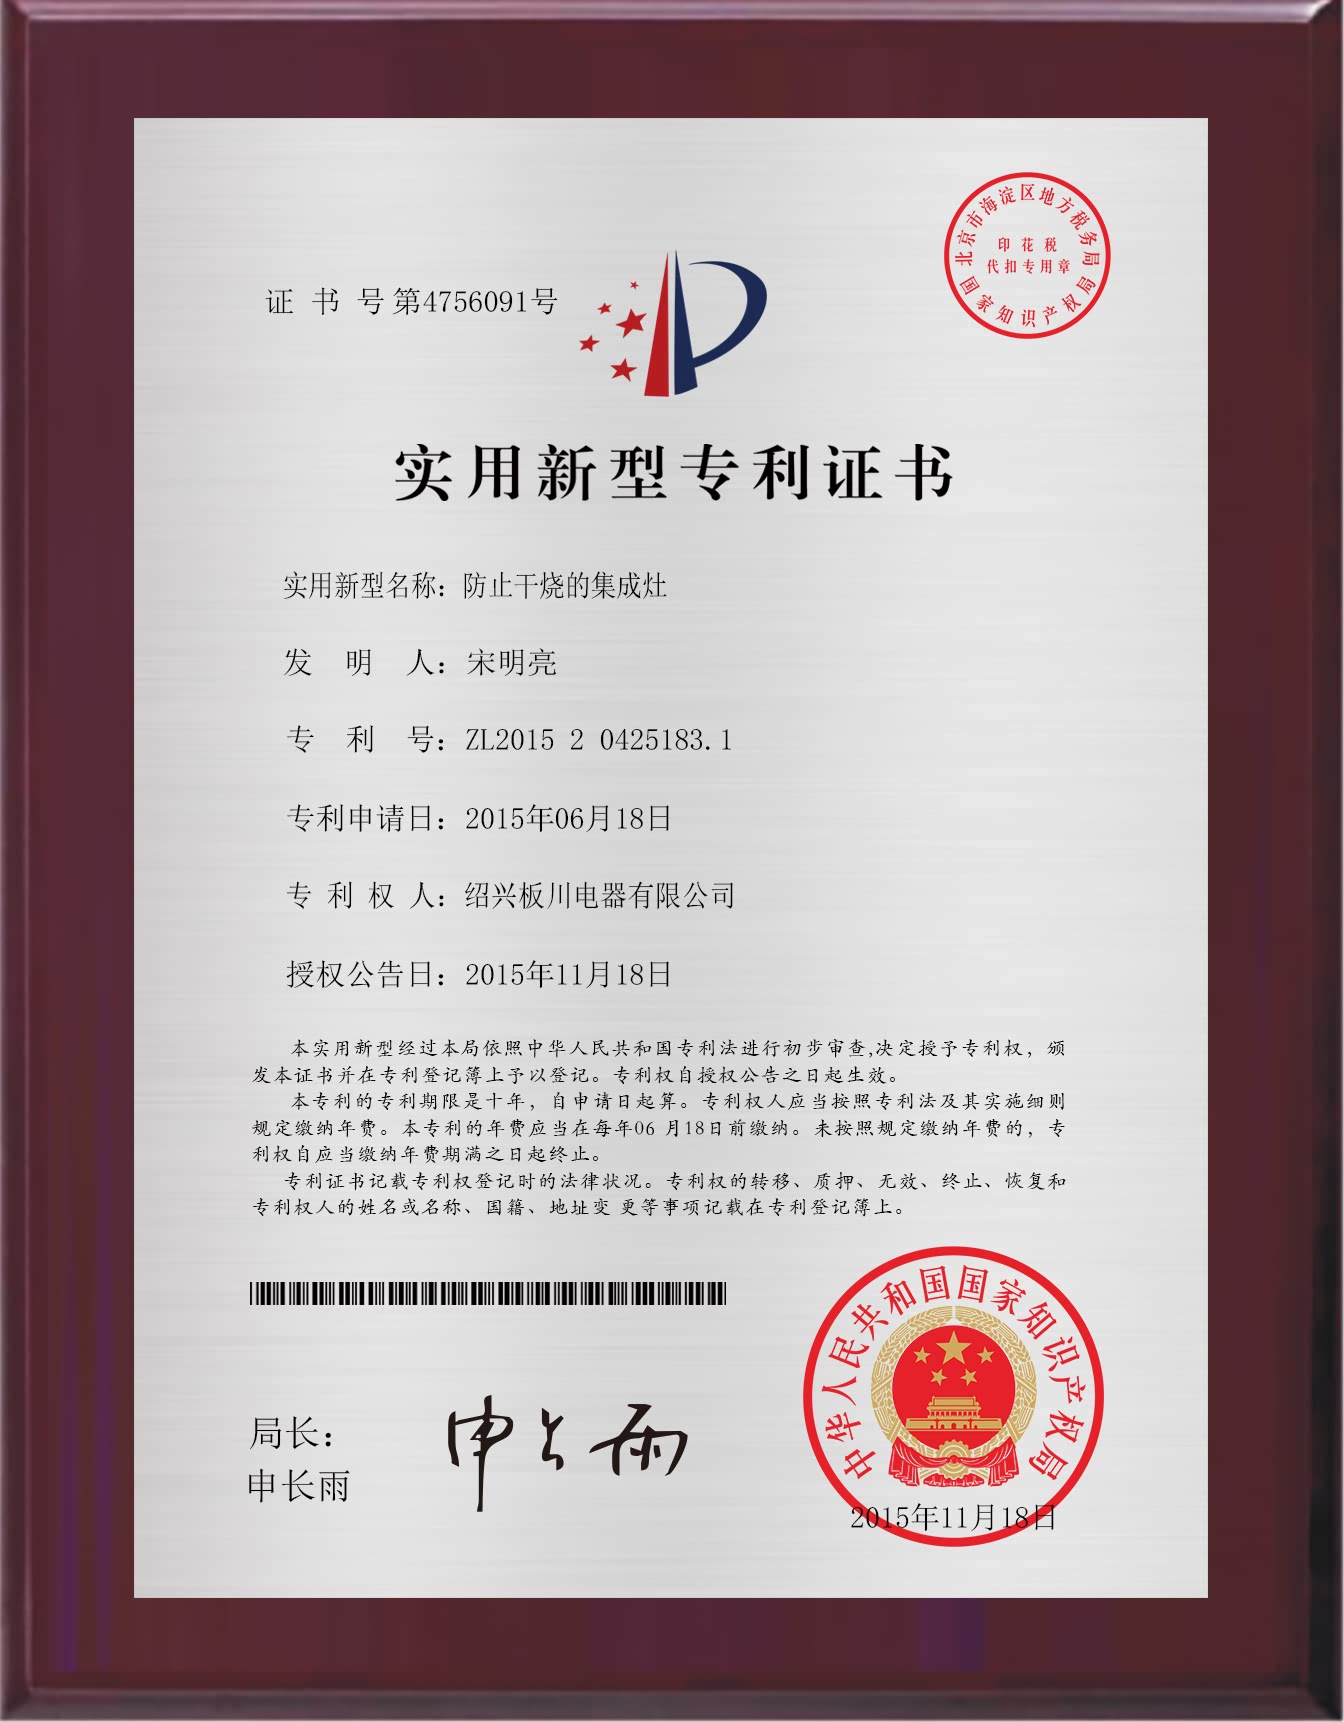 北京市海淀区地方税务局
印花税
代扣专用章
国家知识产权局
证 书 号 第4756091号
实用新型专利证书
实用新型名称：防止干烧的集成灶
发 明 人：宋明亮
专 利 号：ZL2015 2 0425183.1
专利申请日：2015年06月18日
专 利 权 人：绍兴板川电器有限公司
授权公告日：2015年11月18日
本实用新型经过本局依照中华人民共和国专利法进行初步审查,决定授予专利权，颁
发本证书并在专利登记簿上予以登记。专利权自授权公告之日起生效。
本专利的专利期限是十年，自申请日起算。专利权人应当按照专利法及其实施细则
规定缴纳年费。本专利的年费应当在每年06 月18日前缴纳。未按照规定缴纳年费的，专
利权自应当缴纳年费期满之日起终止。
专利证书记载专利权登记时的法律状况。专利权的转移、质押、无效、终止、恢复和
专利权人的姓名或名称、国籍、地址变 更等事项记载在专利登记簿上。
中华人民共和国国家知识产权局
局长：
申长雨
申长雨
2015年11月18日